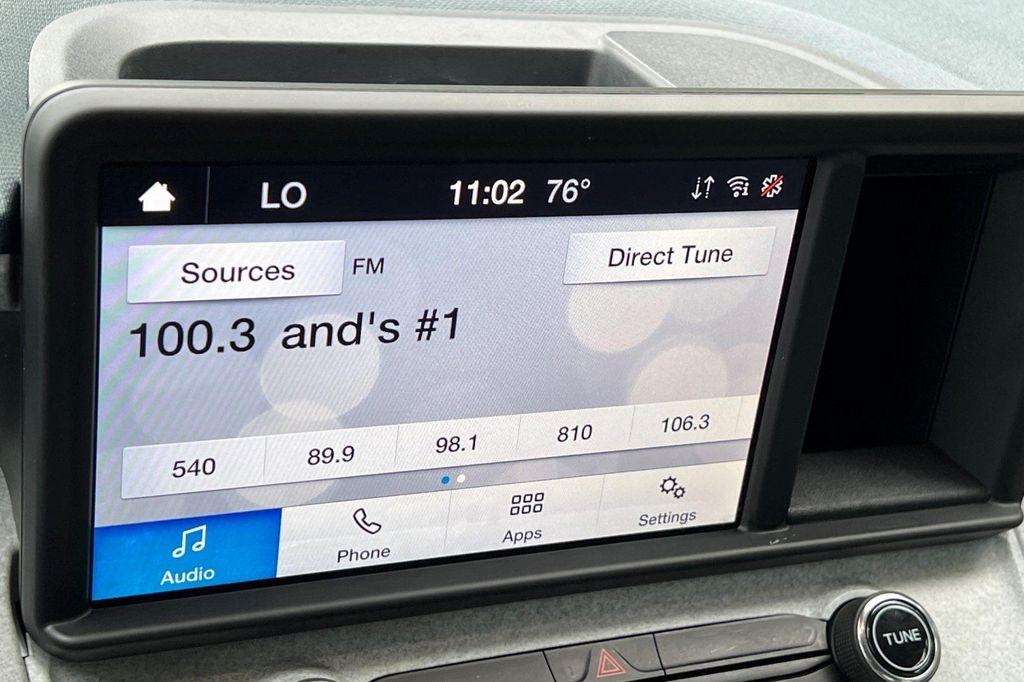 LO 11:02 76°
Sources FM Direct Tune
100.3 and's #1
540 89.9 98.1 810 106.3
Audio Phone Apps Settings
TUNE